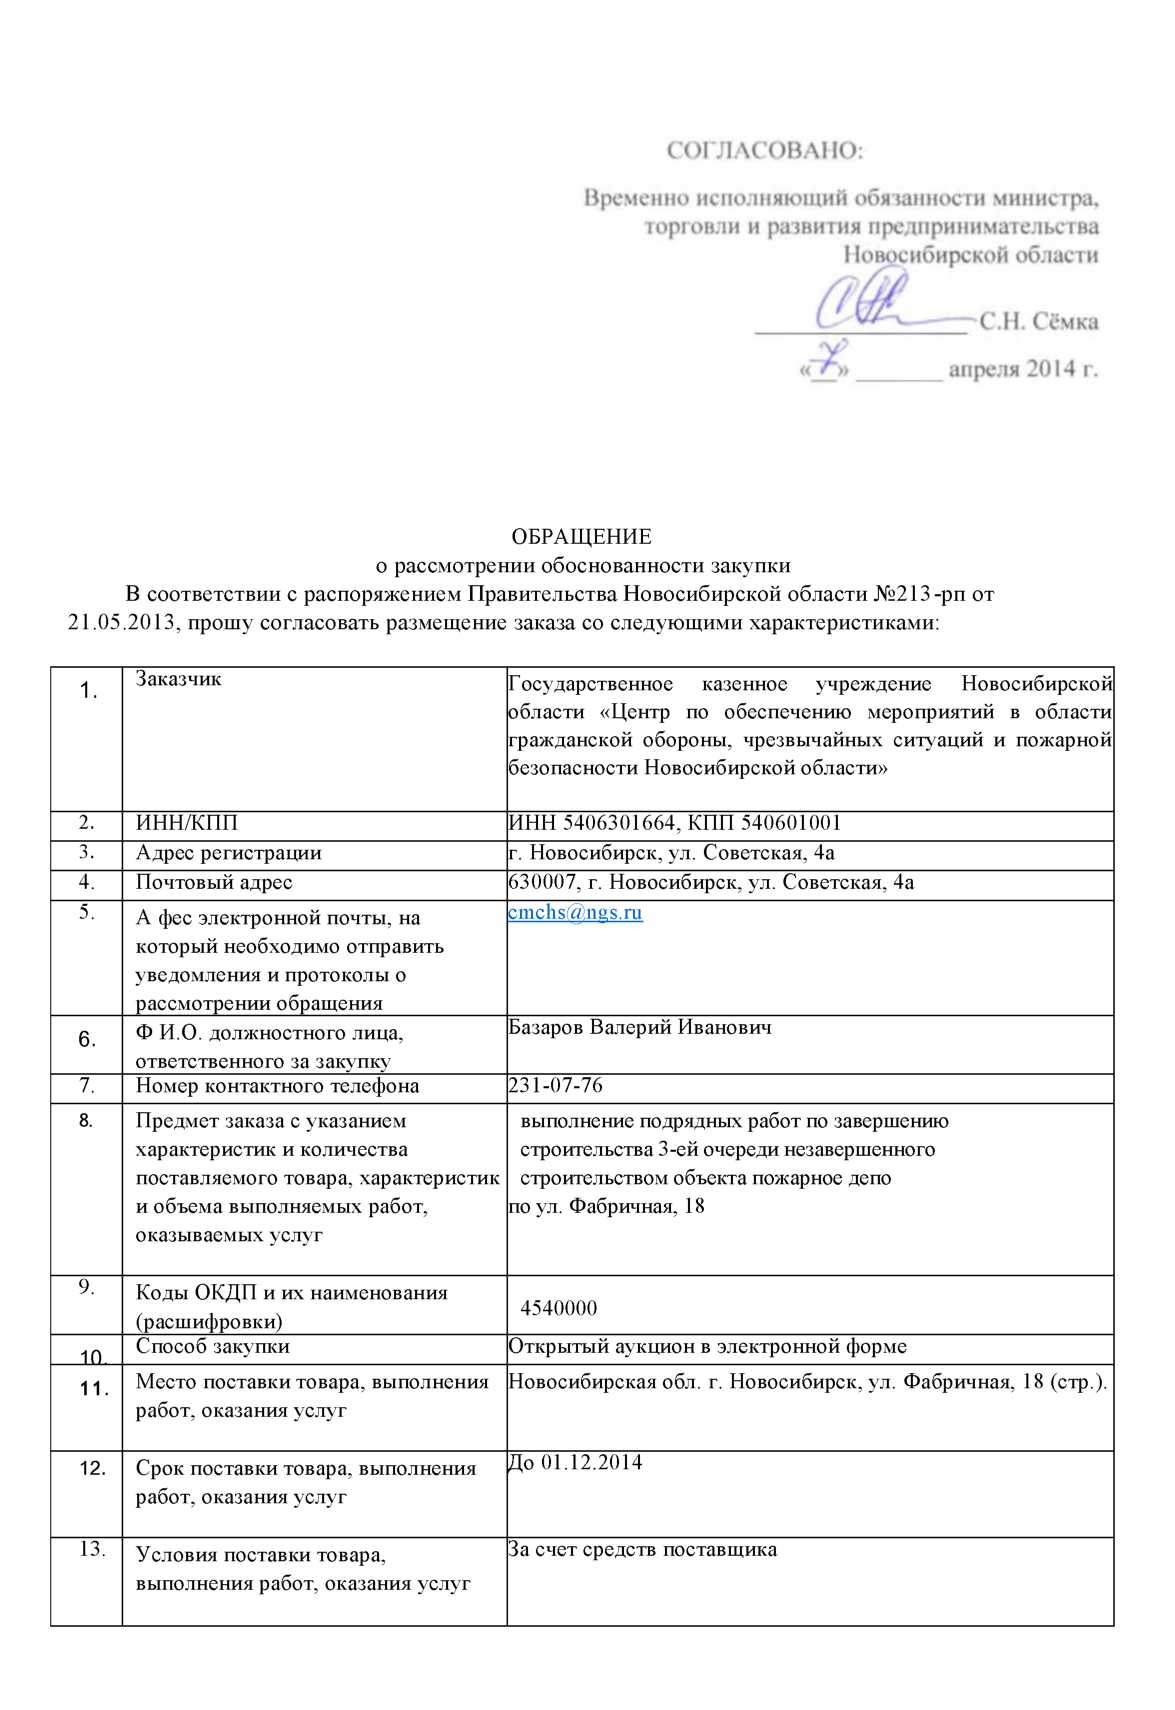 СОГЛАСОВАНО:
Временно исполняющий обязанности министра,
торговли и развития предпринимательства
Новосибирской области
С.Н. Сёмка
«7» ________ апреля 2014 г.
ОБРАЩЕНИЕ
о рассмотрении обоснованности закупки
В соответствии с распоряжением Правительства Новосибирской области №213-рп от
21.05.2013, прошу согласовать размещение заказа со следующими характеристиками:
1. Заказчик
Государственное казенное учреждение Новосибирской
области «Центр по обеспечению мероприятий в области
гражданской обороны, чрезвычайных ситуаций и пожарной
безопасности Новосибирской области»
2. ИНН/КПП ИНН 5406301664, КПП 540601001
3. Адрес регистрации г. Новосибирск, ул. Советская, 4а
4. Почтовый адрес 630007, г. Новосибирск, ул. Советская, 4а
5. А фес электронной почты, на
который необходимо отправить
уведомления и протоколы о
рассмотрении обращения
cmchs@ngs.ru
6. Ф И.О. должностного лица,
ответственного за закупку
Базаров Валерий Иванович
7. Номер контактного телефона 231-07-76
8. Предмет заказа с указанием
характеристик и количества
поставляемого товара, характеристик
и объема выполняемых работ,
оказываемых услуг
выполнение подрядных работ по завершению
строительства 3-ей очереди незавершенного
строительством объекта пожарное депо
по ул. Фабричная, 18
9. Коды ОКДП и их наименования
(расшифровки)
4540000
10. Способ закупки Открытый аукцион в электронной форме
11. Место поставки товара, выполнения
работ, оказания услуг
Новосибирская обл. г. Новосибирск, ул. Фабричная, 18 (стр.).
12. Срок поставки товара, выполнения
работ, оказания услуг
До 01.12.2014
13. Условия поставки товара,
выполнения работ, оказания услуг
За счет средств поставщика